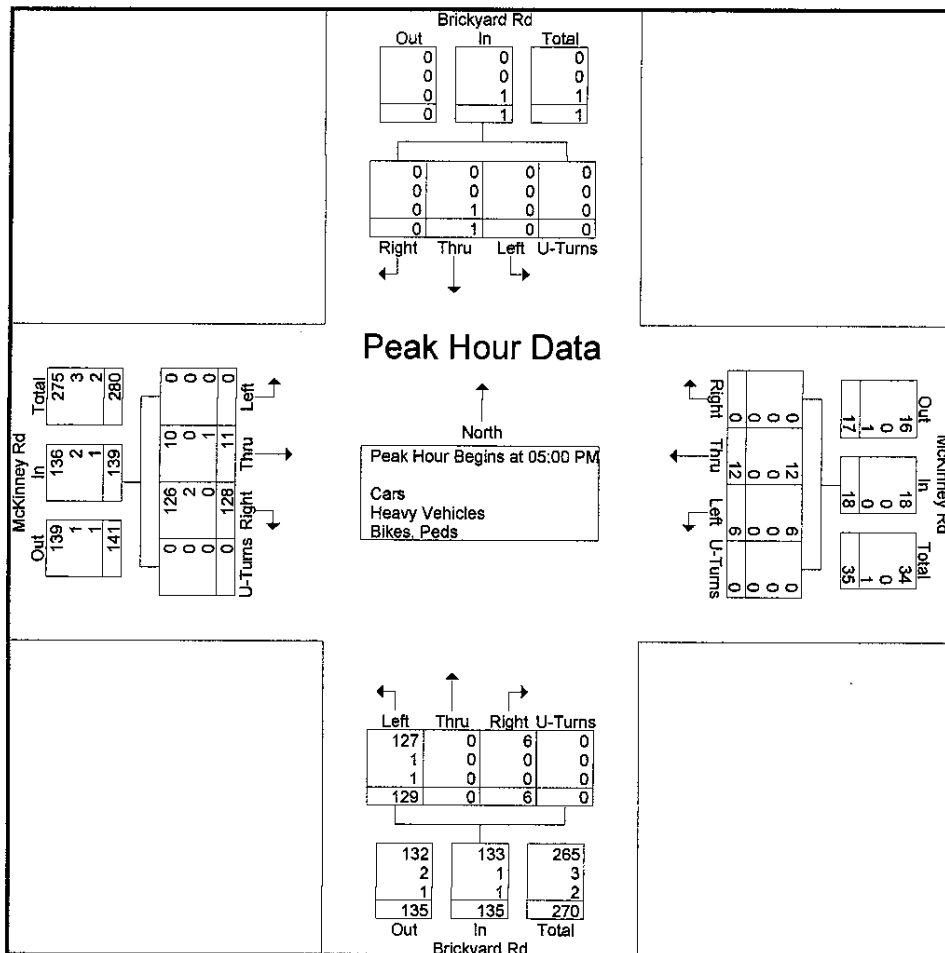 Brickyard Rd
Out In Total
0 0 0
0 0 0
0 1 1
0 1 1
0 0 0 0
0 0 0 0
0 1 0 0
0 1 0 0
Right Thru Left U-Turns
Peak Hour Data
McKinney Rd
Out In Total
139 136 275
1 2 3
1 1 2
141 139 280
0 126 10 0
0 2 0 0
0 0 1 0
0 128 11 0
U-Turns Right Thru Left
North
Peak Hour Begins at 05:00 PM
Cars
Heavy Vehicles
Bikes, Peds
McKinney Rd
Out In Total
16 18 34
0 0 0
1 0 1
17 18 35
0 12 6 0
0 0 0 0
0 0 0 0
0 12 6 0
Right Thru Left U-Turns
Left Thru Right U-Turns
127 0 6 0
1 0 0 0
1 0 0 0
129 0 6 0
132 133 265
2 1 3
1 1 2
135 135 270
Out In Total
Brickyard Rd